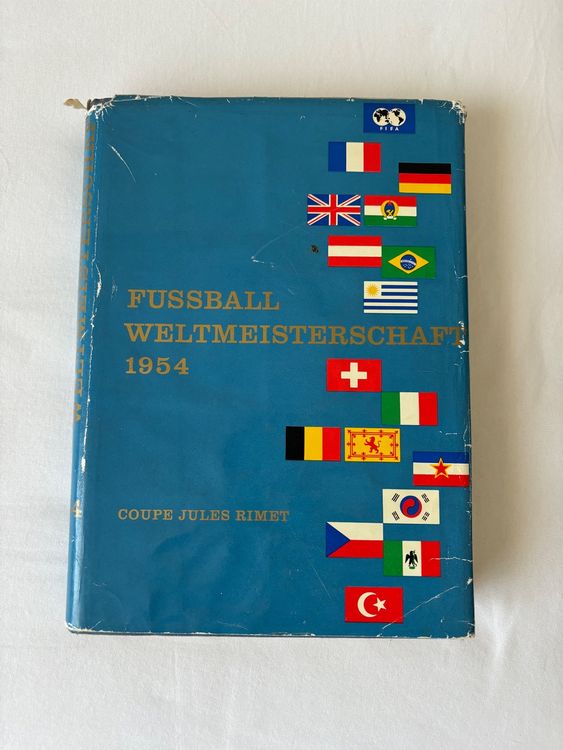 FIFA
FUSSBALL
WELTMEISTERSCHAFT
1954
COUPE JULES RIMET